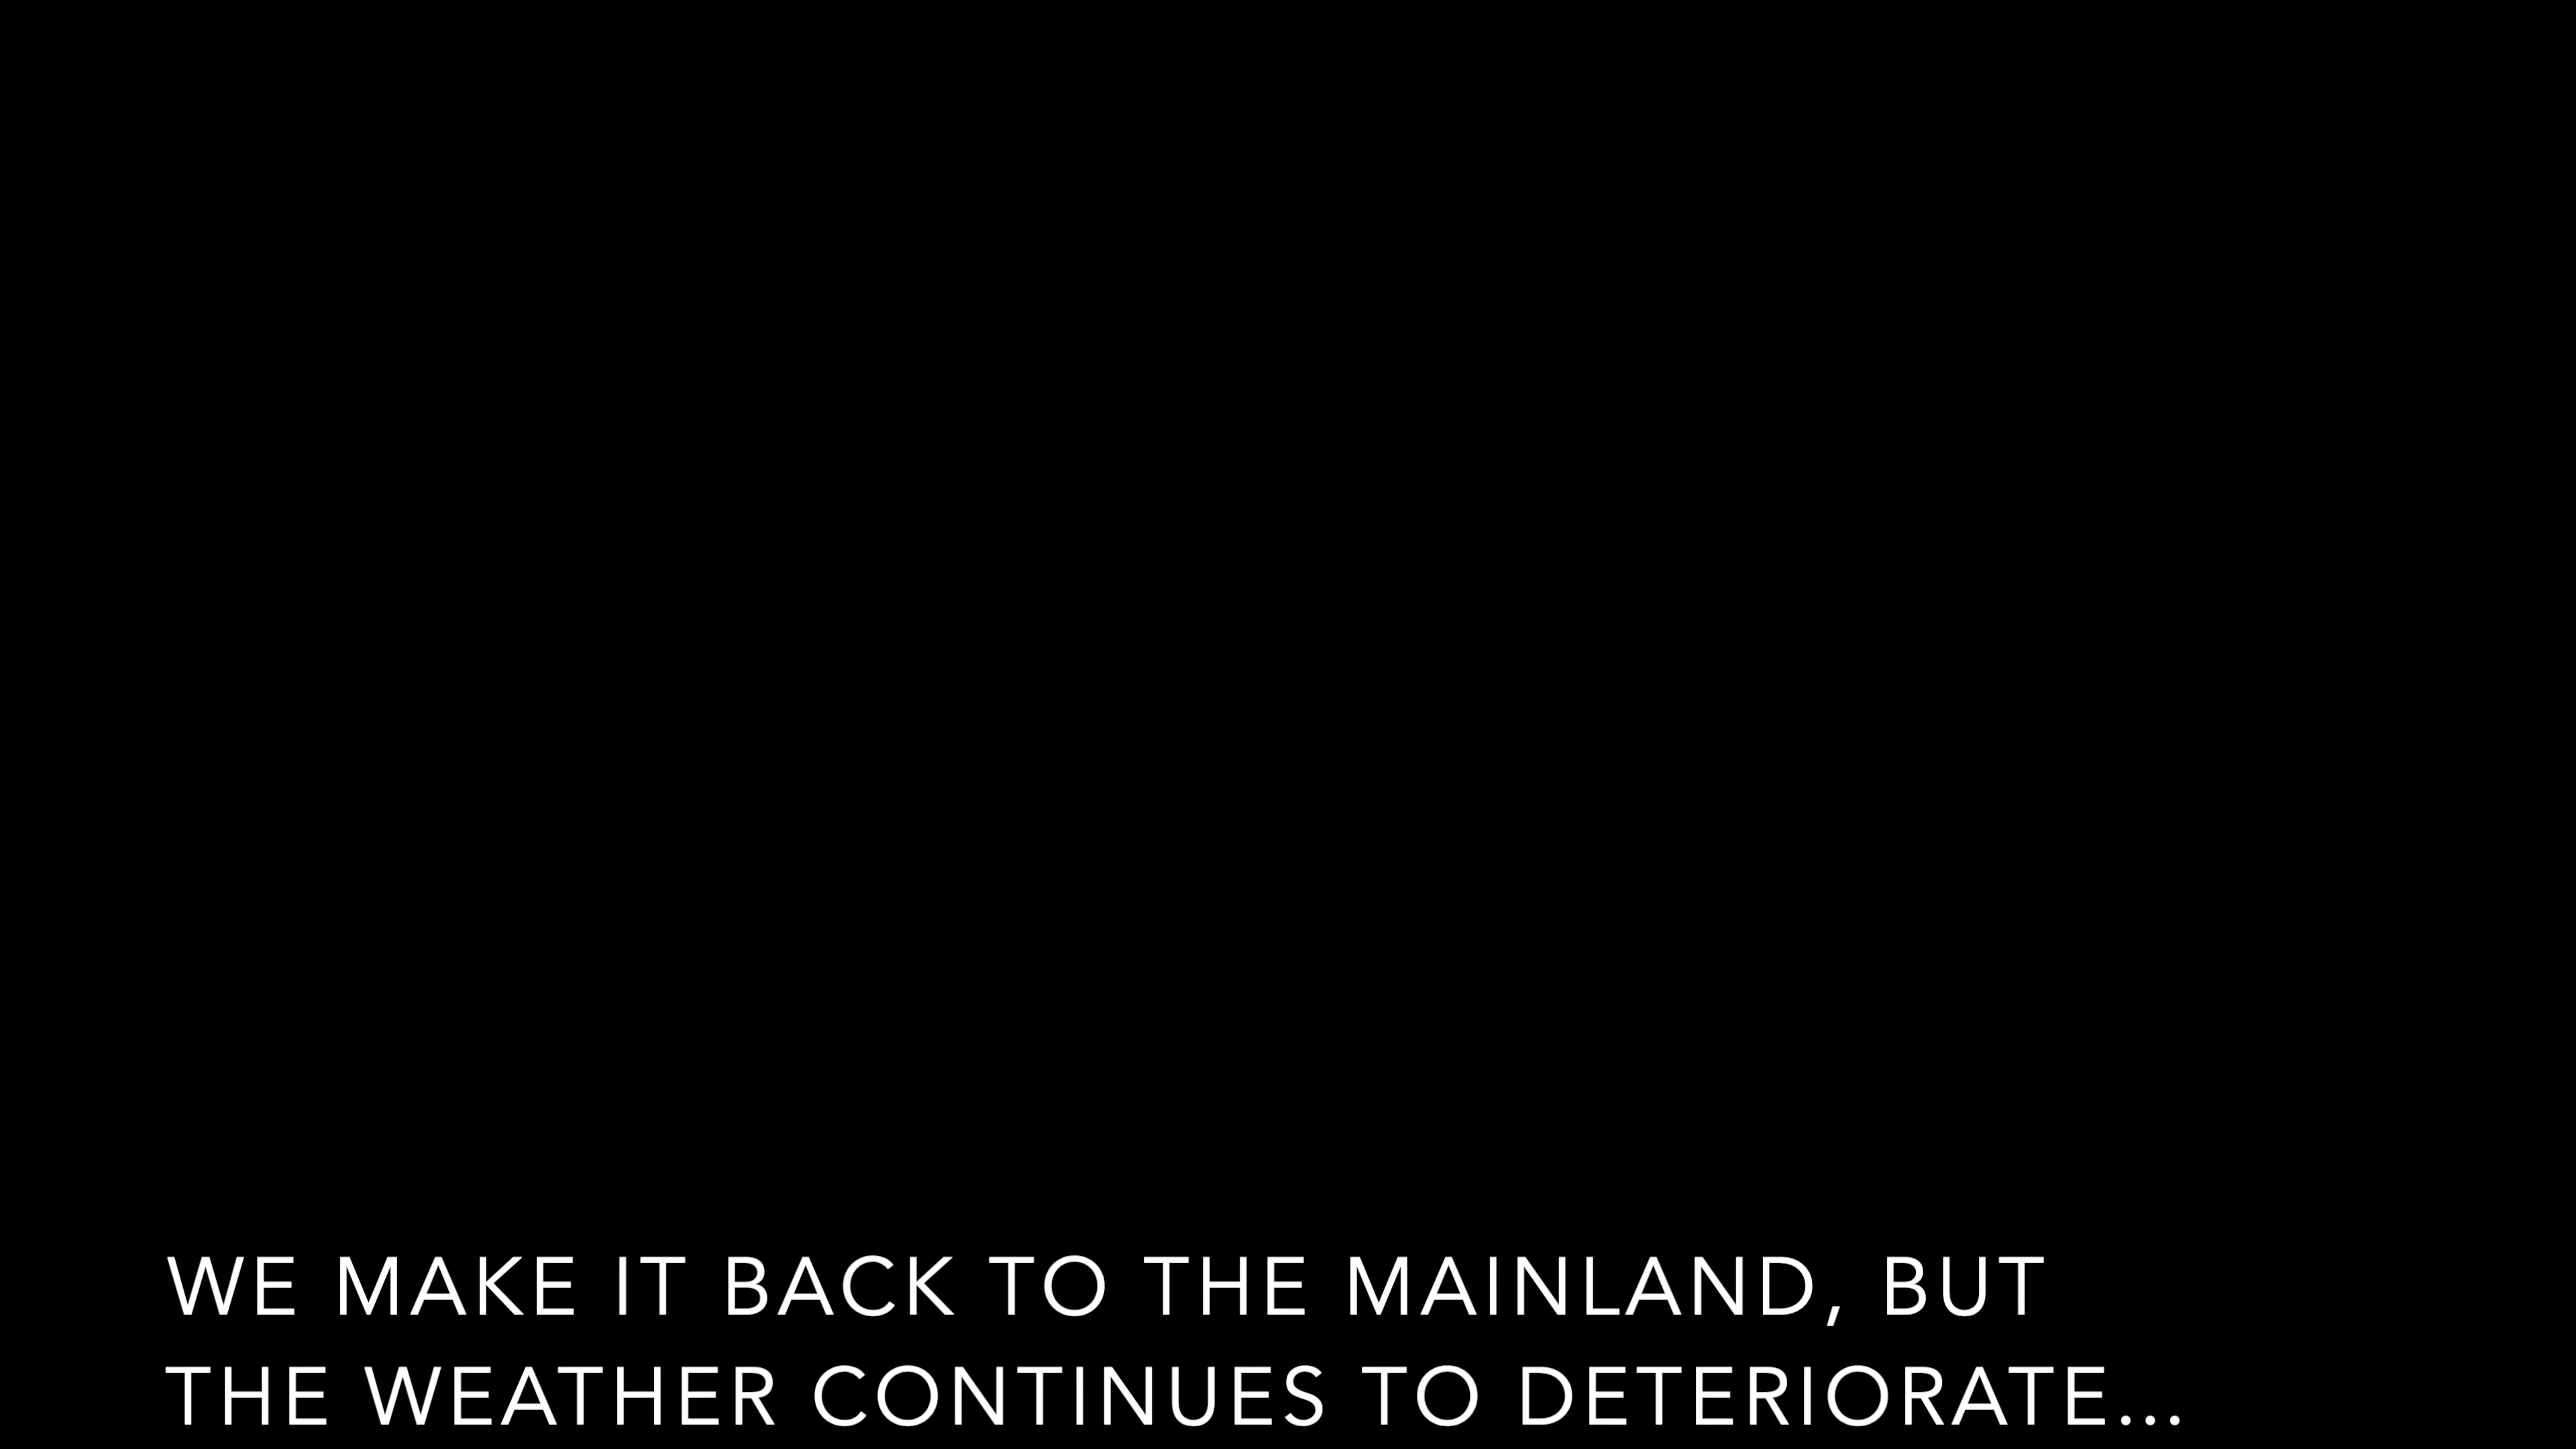 WE MAKE IT BACK TO THE MAINLAND, BUT
THE WEATHER CONTINUES TO DETERIORATE...